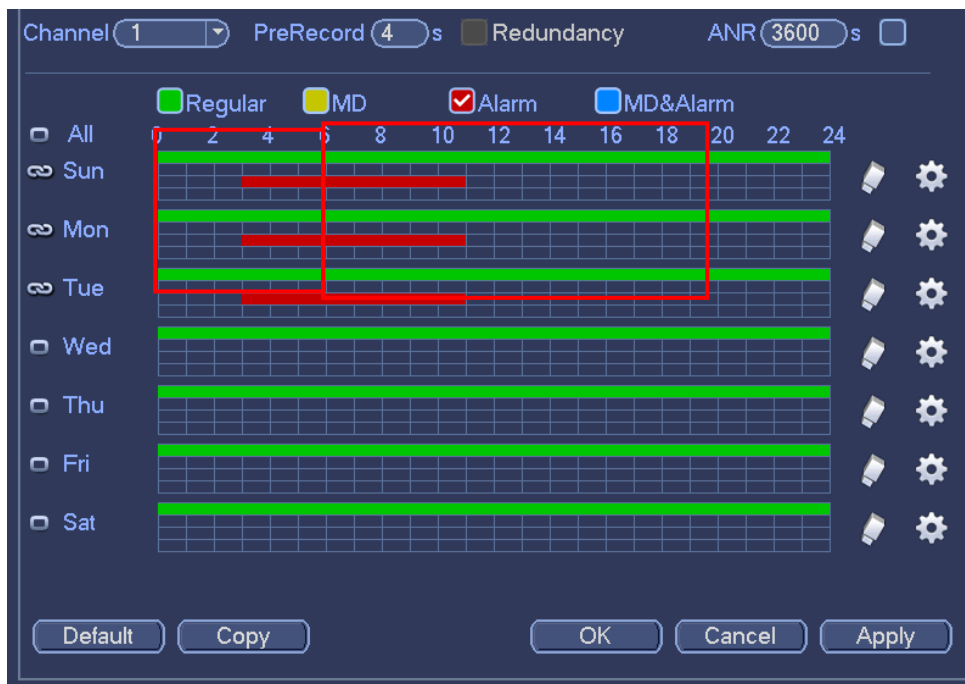 Channel 1 PreRecord 4 s Redundancy ANR 3600 s
Regular MD Alarm MD&Alarm
All 0 2 4 6 8 10 12 14 16 18 20 22 24
Sun
Mon
Tue
Wed
Thu
Fri
Sat
Default Copy OK Cancel Apply